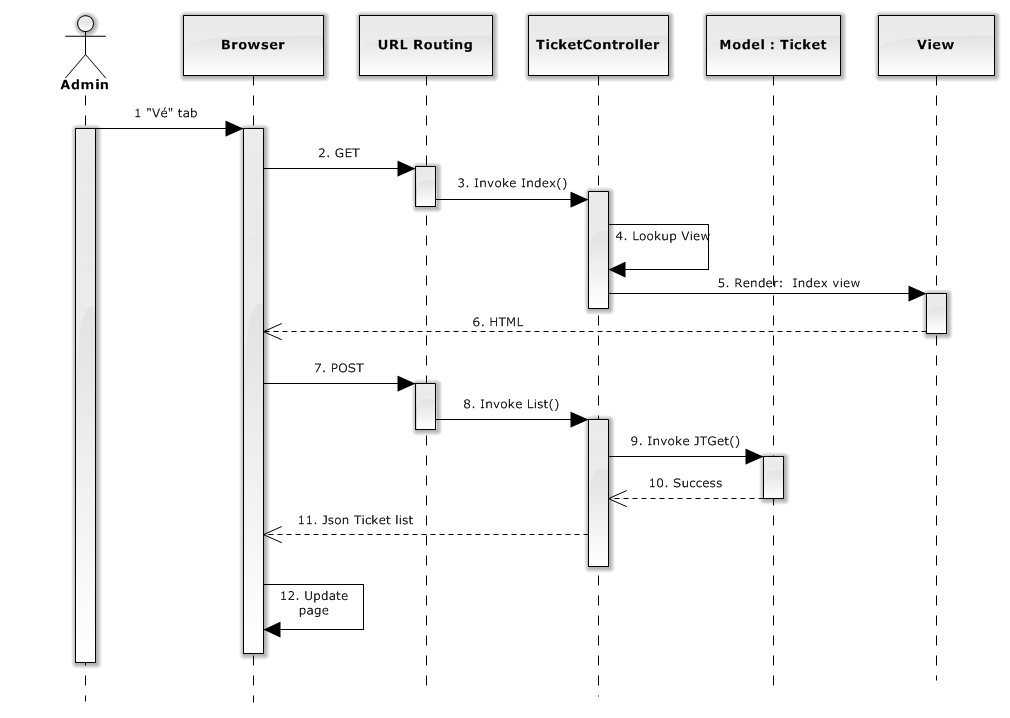 Admin
Browser
URL Routing
TicketController
Model : Ticket
View
1 "Vé" tab
2. GET
3. Invoke Index()
4. Lookup View
5. Render:  Index view
6. HTML
7. POST
8. Invoke List()
9. Invoke JTGet()
10. Success
11. Json Ticket list
12. Update
page